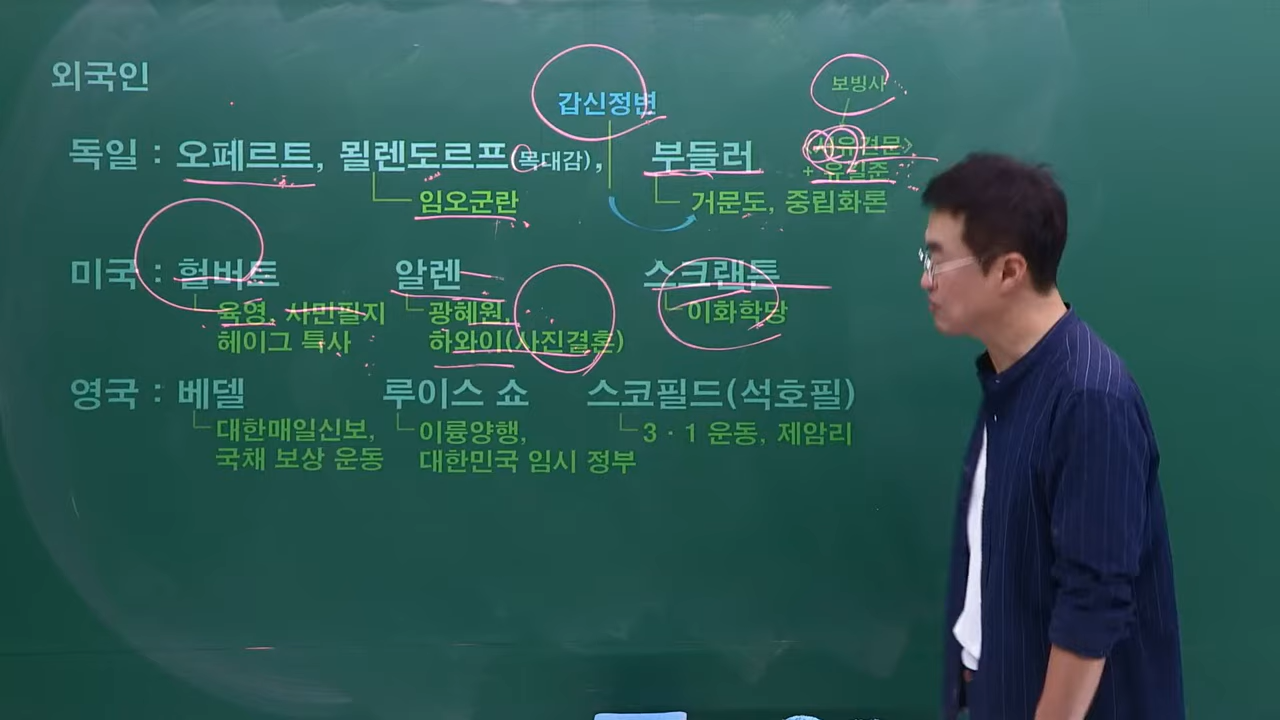 외국인
갑신정변
보빙사
독일 : 오페르트, 묄렌도르프(목대감), 부들러
<서유견문>
+ 유길준
임오군란
거문도, 중립화론
미국 : 헐버트 알렌 스크랜튼
육영, 사민필지 광혜원, 이화학당
헤이그 특사 하와이(사진결혼)
영국 : 베델 루이스 쇼 스코필드(석호필)
대한매일신보, 이륭양행, 3·1 운동, 제암리
국채 보상 운동 대한민국 임시 정부